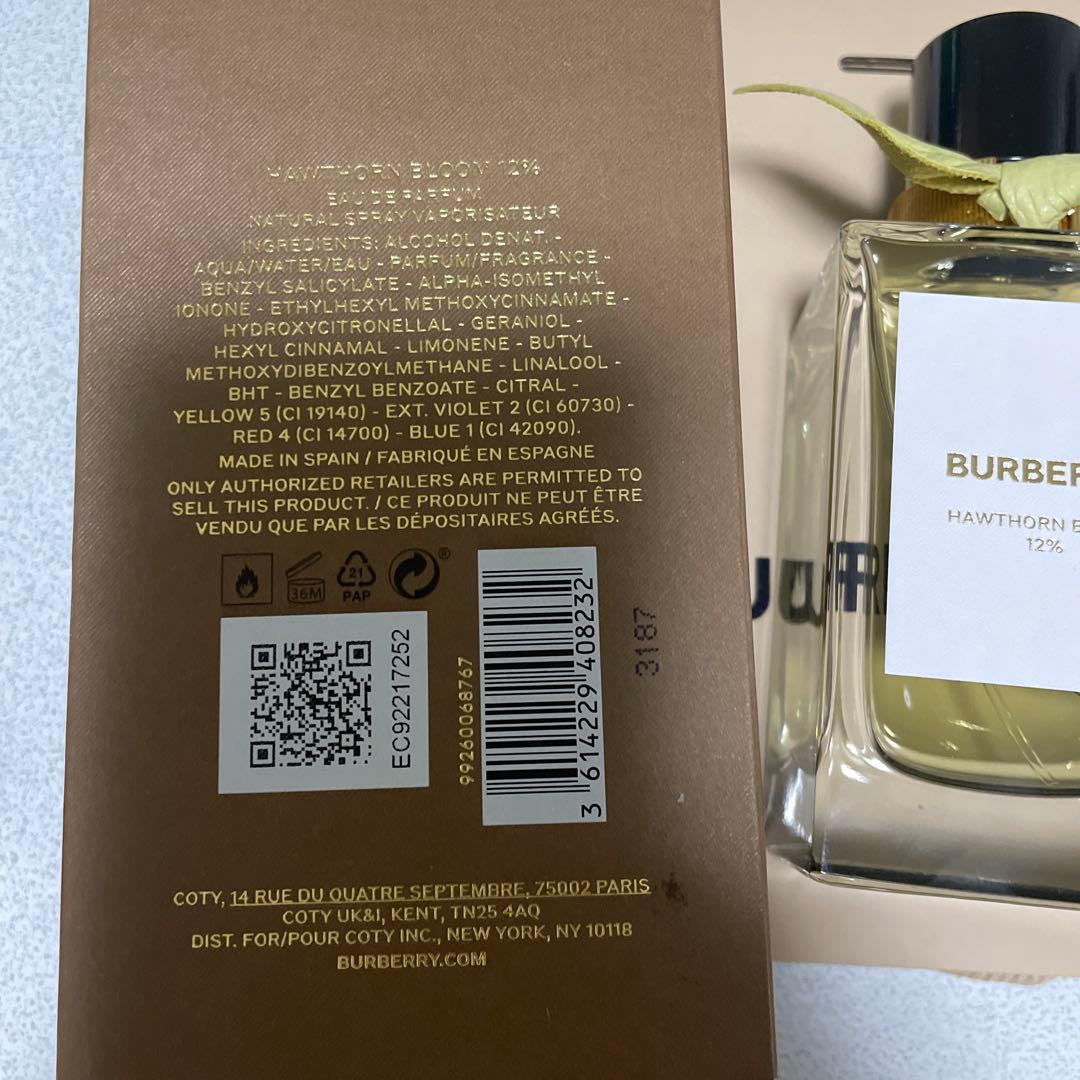 HAWTHORN BLOOM 12%
EAU DE PARFUM
NATURAL SPRAY VAPORISATEUR
INGREDIENTS: ALCOHOL DENAT. -
AQUA/WATER/EAU - PARFUM/FRAGRANCE -
BENZYL SALICYLATE - ALPHA-ISOMETHYL
IONONE - ETHYLHEXYL METHOXYCINNAMATE -
HYDROXYCITRONELLAL - GERANIOL -
HEXYL CINNAMAL - LIMONENE - BUTYL
METHOXYDIBENZOYLMETHANE - LINALOOL -
BHT - BENZYL BENZOATE - CITRAL -
YELLOW 5 (CI 19140) - EXT. VIOLET 2 (CI 60730) -
RED 4 (CI 14700) - BLUE 1 (CI 42090).
MADE IN SPAIN / FABRIQUÉ EN ESPAGNE
ONLY AUTHORIZED RETAILERS ARE PERMITTED TO
SELL THIS PRODUCT. / CE PRODUIT NE PEUT ÊTRE
VENDU QUE PAR LES DÉPOSITAIRES AGRÉÉS.
36M
21
PAP
®
EC92217252
99260068767
3 614229 408232
3187
COTY, 14 RUE DU QUATRE SEPTEMBRE, 75002 PARIS
COTY UK&I, KENT, TN25 4AQ
DIST. FOR/POUR COTY INC., NEW YORK, NY 10118
BURBERRY.COM
BURBER
HAWTHORN B
12%